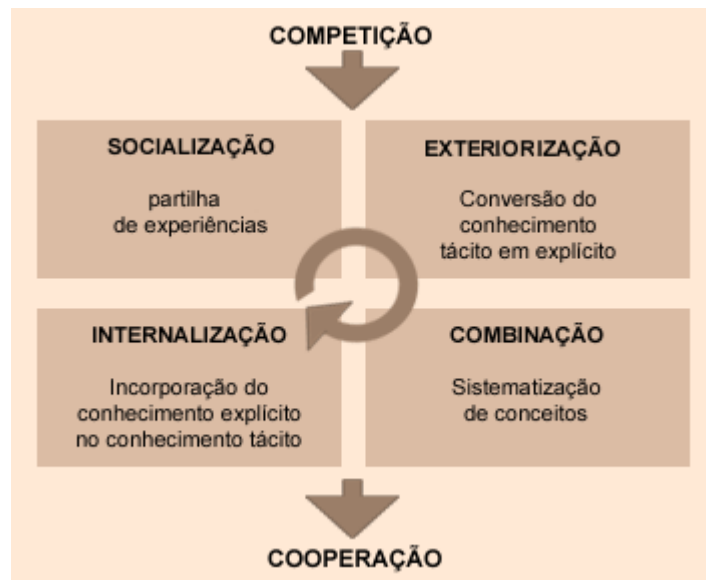 COMPETIÇÃO
SOCIALIZAÇÃO
partilha
de experiências
EXTERIORIZAÇÃO
Conversão do
conhecimento
tácito em explícito
INTERNALIZAÇÃO
Incorporação do
conhecimento explícito
no conhecimento tácito
COMBINAÇÃO
Sistematização
de conceitos
COOPERAÇÃO